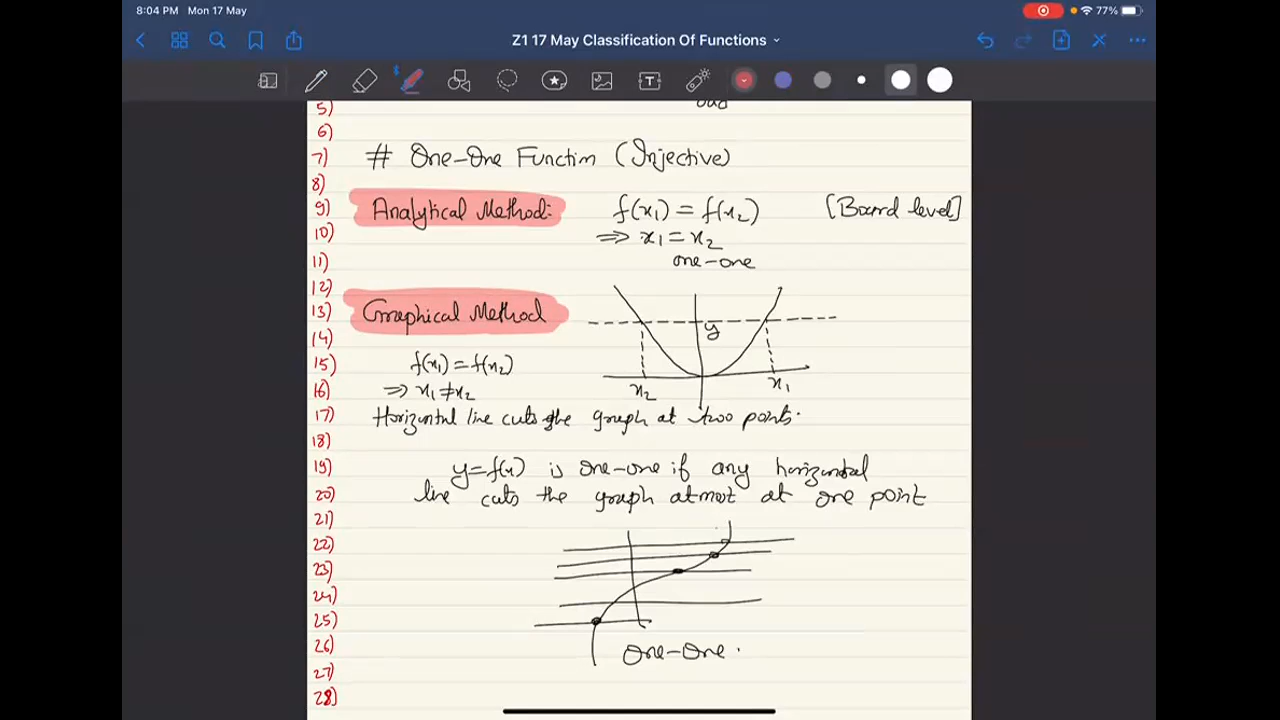 8:04 PM Mon 17 May
77%
Z1 17 May Classification Of Functions
5)
6)
7) # One-One Functin (Injective)
8)
9) Analytical Method: f(x₁) = f(x₂) [Board level]
10) ⇒ x₁ = x₂
11) one-one
12)
13) Graphical Method
y
14)
15) f(x₁) = f(x₂)
16) ⇒ x₁ ≠ x₂
x₂ x₁
17) Horizontal line cuts the graph at two points.
18)
19) y=f(x) is one-one if any horizontal
20) line cuts the graph atmost at one point
21)
22)
23)
24)
25)
26) One-One.
27)
28)